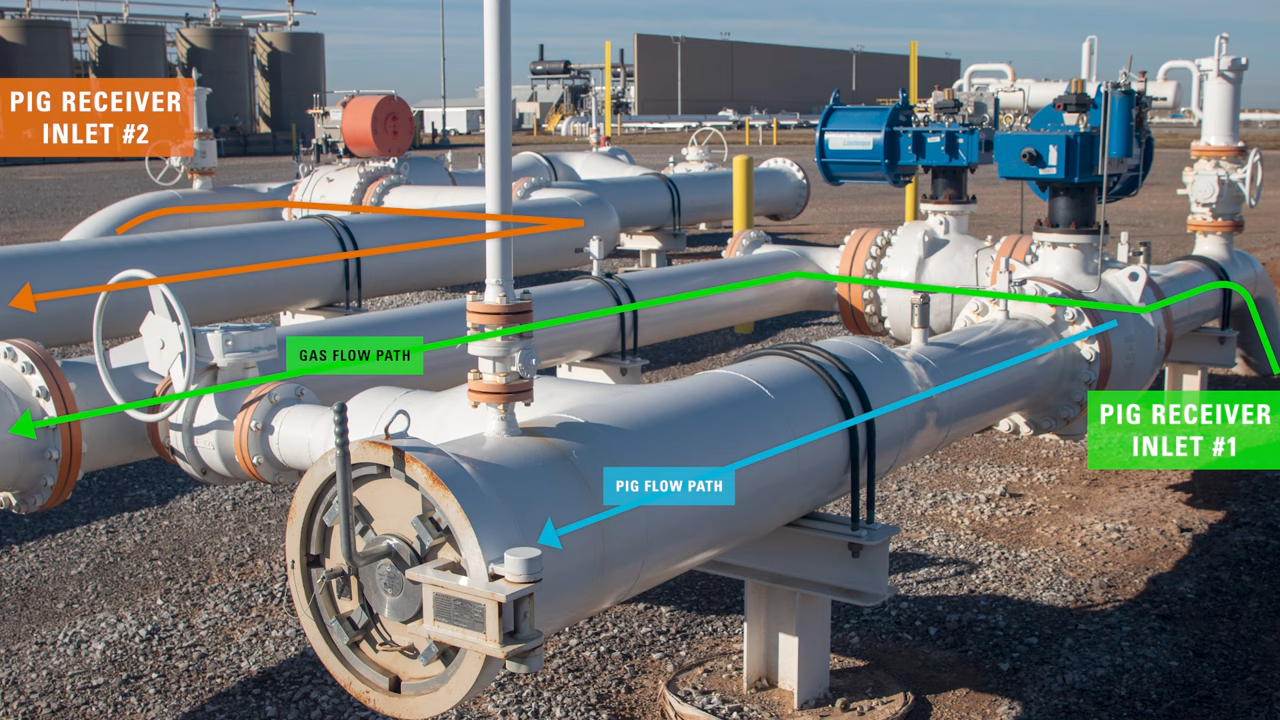 PIG RECEIVER
INLET #2
GAS FLOW PATH
PIG RECEIVER
INLET #1
PIG FLOW PATH